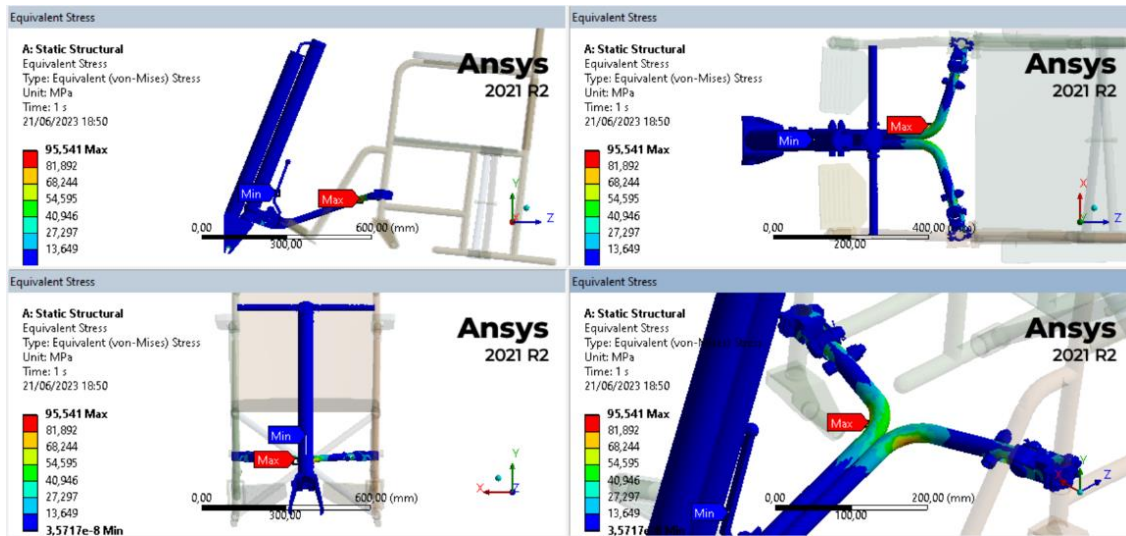 Equivalent Stress
A: Static Structural
Equivalent Stress
Type: Equivalent (von-Mises) Stress
Unit: MPa
Time: 1 s
21/06/2023 18:50
95,541 Max
81,892
68,244
54,595
40,946
27,297
13,649
Ansys
2021 R2
Min
Max
0,00
300,00
600,00 (mm)
Y
Z
Equivalent Stress
A: Static Structural
Equivalent Stress
Type: Equivalent (von-Mises) Stress
Unit: MPa
Time: 1 s
21/06/2023 18:50
95,541 Max
81,892
68,244
54,595
40,946
27,297
13,649
Ansys
2021 R2
Max
Min
0,00
200,00
400,00 (mm)
X
Z
Equivalent Stress
A: Static Structural
Equivalent Stress
Type: Equivalent (von-Mises) Stress
Unit: MPa
Time: 1 s
21/06/2023 18:50
95,541 Max
81,892
68,244
54,595
40,946
27,297
13,649
3,5717e-8 Min
Ansys
2021 R2
Min
Max
0,00
300,00
600,00 (mm)
Y
X
Z
Equivalent Stress
A: Static Structural
Equivalent Stress
Type: Equivalent (von-Mises) Stress
Unit: MPa
Time: 1 s
21/06/2023 18:50
95,541 Max
81,892
68,244
54,595
40,946
27,297
13,649
3,5717e-8 Min
Ansys
2021 R2
Max
Min
0,00
100,00
200,00 (mm)
Y
X
Z